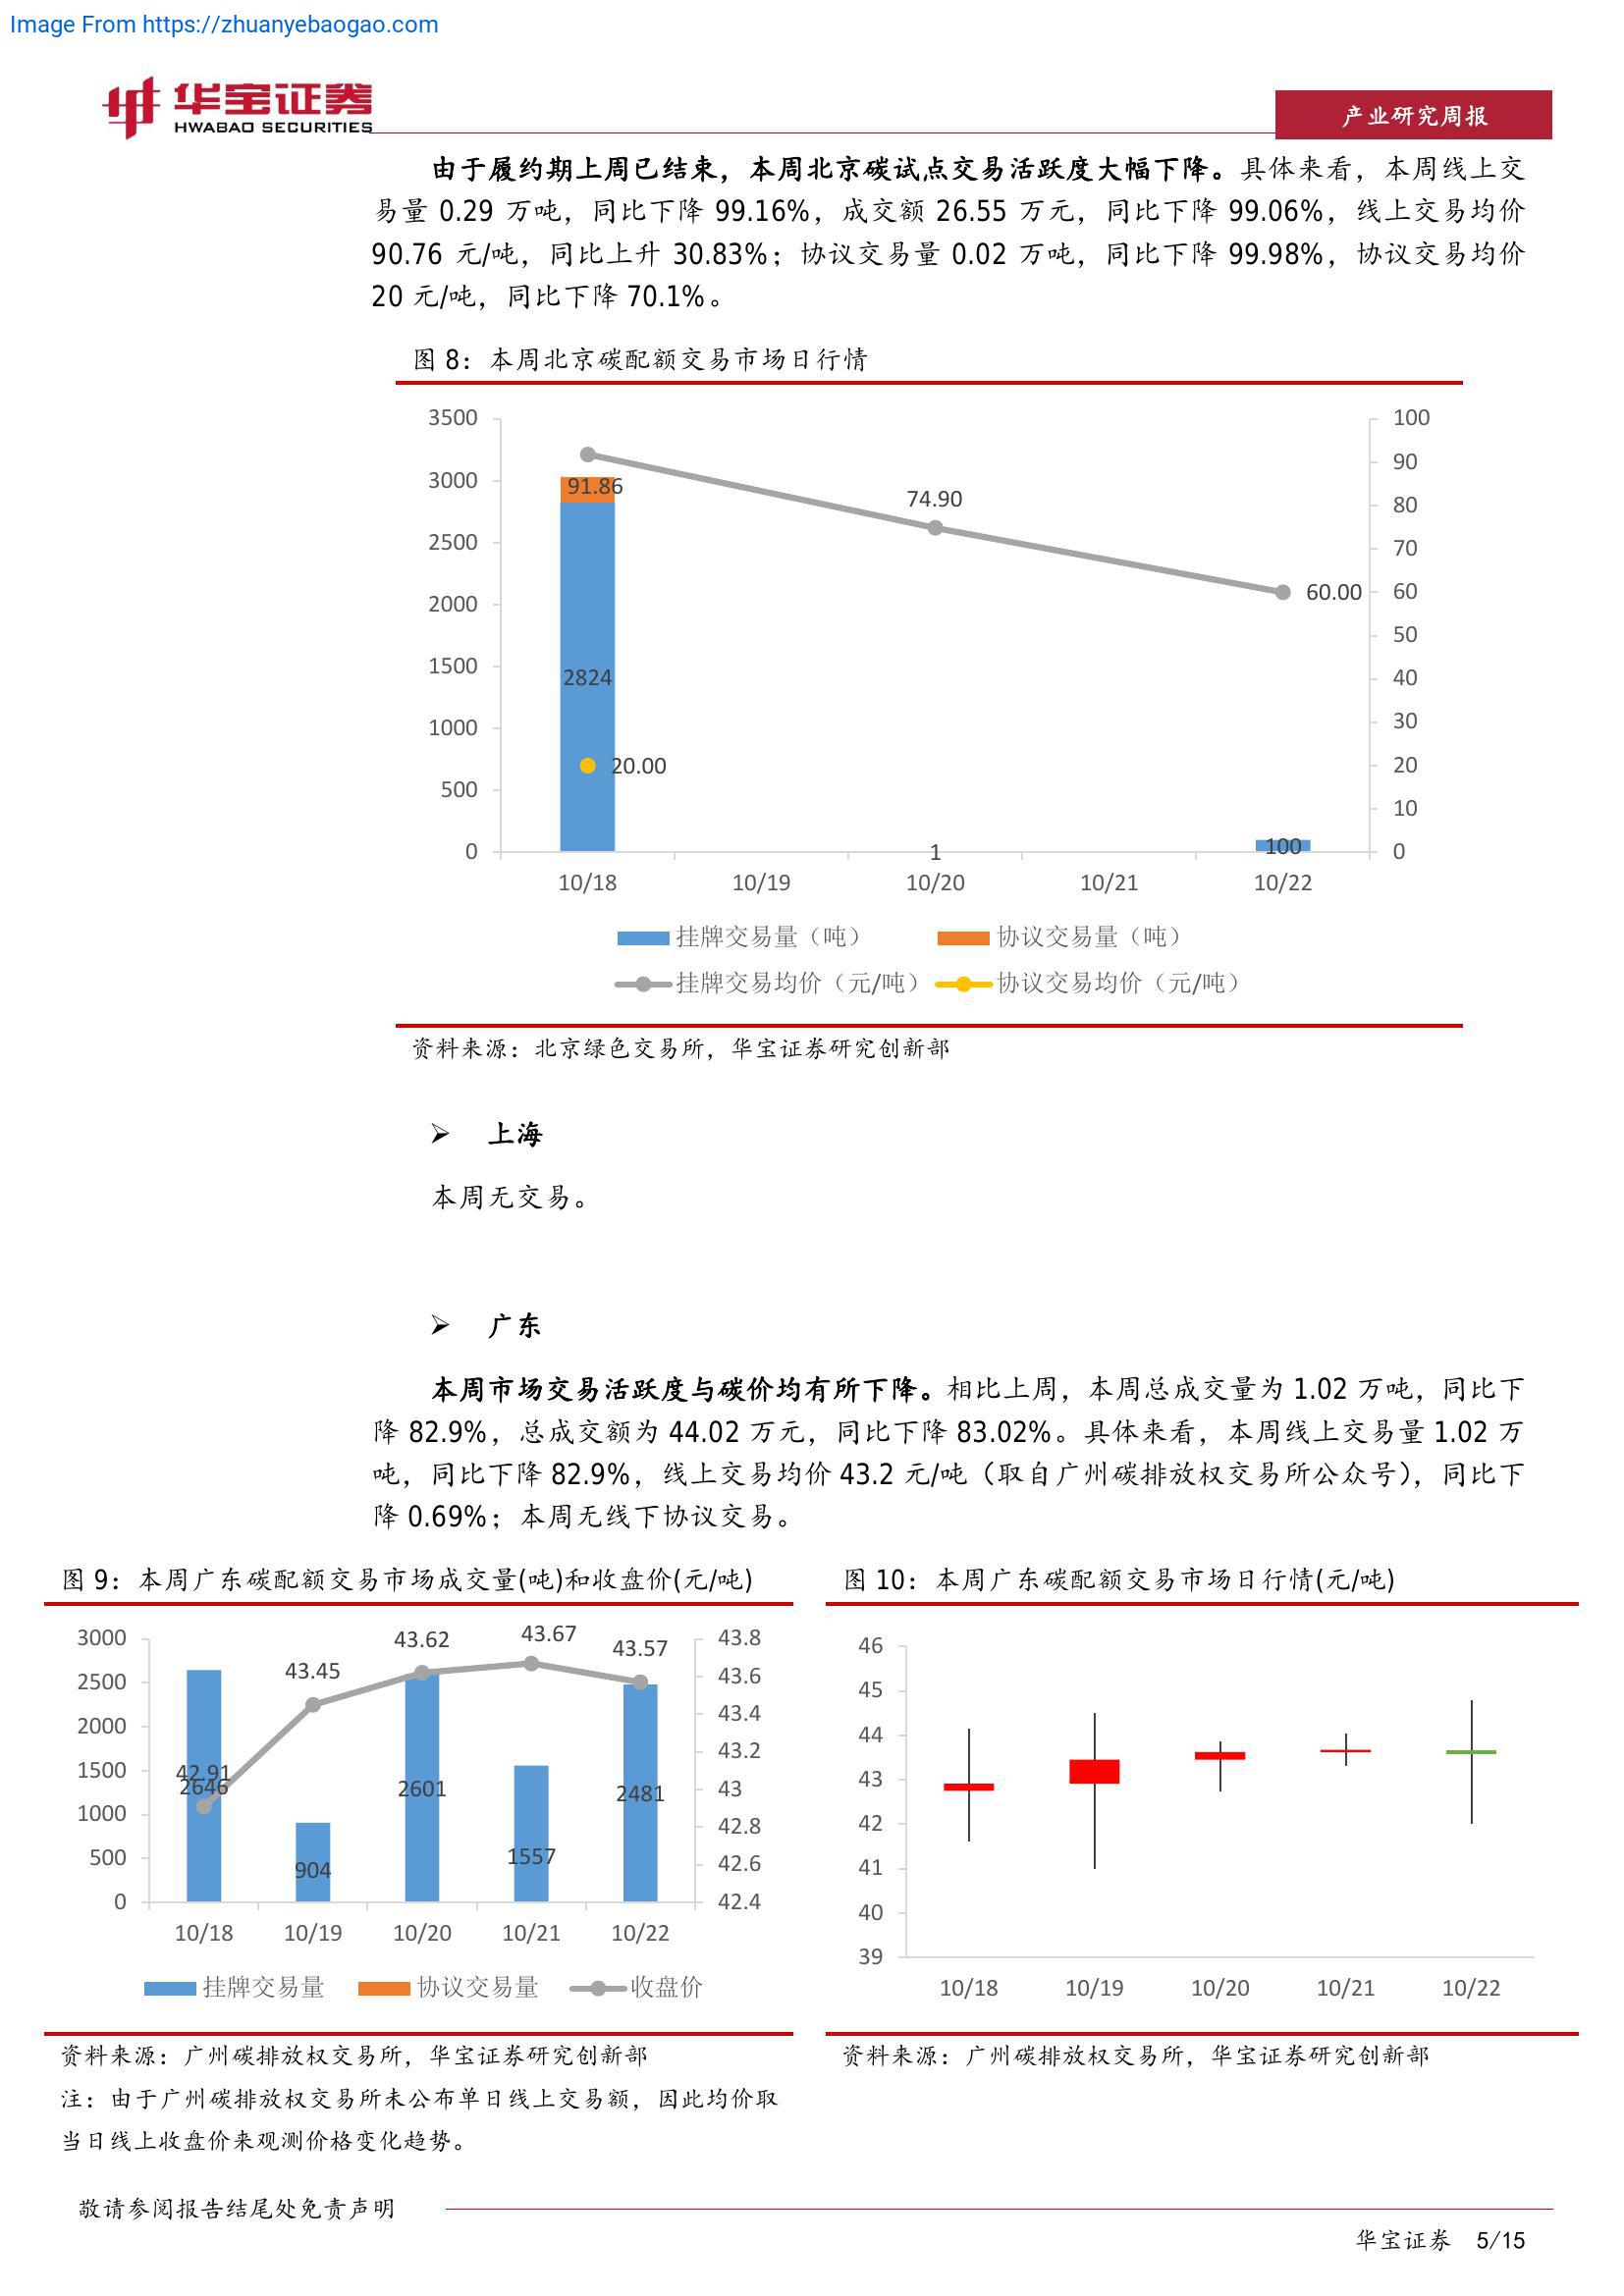 Image From https://zhuanyebaogao.com
华宝证券
HWABAO SECURITIES
产业研究周报
由于履约期上周已结束，本周北京碳试点交易活跃度大幅下降。具体来看，本周线上交
易量 0.29 万吨，同比下降 99.16%，成交额 26.55 万元，同比下降 99.06%，线上交易均价
90.76 元/吨，同比上升 30.83%；协议交易量 0.02 万吨，同比下降 99.98%，协议交易均价
20 元/吨，同比下降 70.1%。
图 8：本周北京碳配额交易市场日行情
3500
3000
2500
2000
1500
1000
500
0
100
90
80
70
60
50
40
30
20
10
0
91.86
74.90
60.00
2824
20.00
1
100
10/18 10/19 10/20 10/21 10/22
挂牌交易量（吨） 协议交易量（吨）
挂牌交易均价（元/吨） 协议交易均价（元/吨）
资料来源：北京绿色交易所，华宝证券研究创新部
➢ 上海
本周无交易。
➢ 广东
本周市场交易活跃度与碳价均有所下降。相比上周，本周总成交量为 1.02 万吨，同比下
降 82.9%，总成交额为 44.02 万元，同比下降 83.02%。具体来看，本周线上交易量 1.02 万
吨，同比下降 82.9%，线上交易均价 43.2 元/吨（取自广州碳排放权交易所公众号），同比下
降 0.69%；本周无线下协议交易。
图 9：本周广东碳配额交易市场成交量(吨)和收盘价(元/吨)
3000
2500
2000
1500
1000
500
0
43.8
43.6
43.4
43.2
43
42.8
42.6
42.4
42.91
43.45
43.62
43.67
43.57
2646
904
2601
1557
2481
10/18 10/19 10/20 10/21 10/22
挂牌交易量 协议交易量 收盘价
资料来源：广州碳排放权交易所，华宝证券研究创新部
注：由于广州碳排放权交易所未公布单日线上交易额，因此均价取
当日线上收盘价来观测价格变化趋势。
图 10：本周广东碳配额交易市场日行情(元/吨)
46
45
44
43
42
41
40
39
10/18 10/19 10/20 10/21 10/22
资料来源：广州碳排放权交易所，华宝证券研究创新部
敬请参阅报告结尾处免责声明
华宝证券 5/15